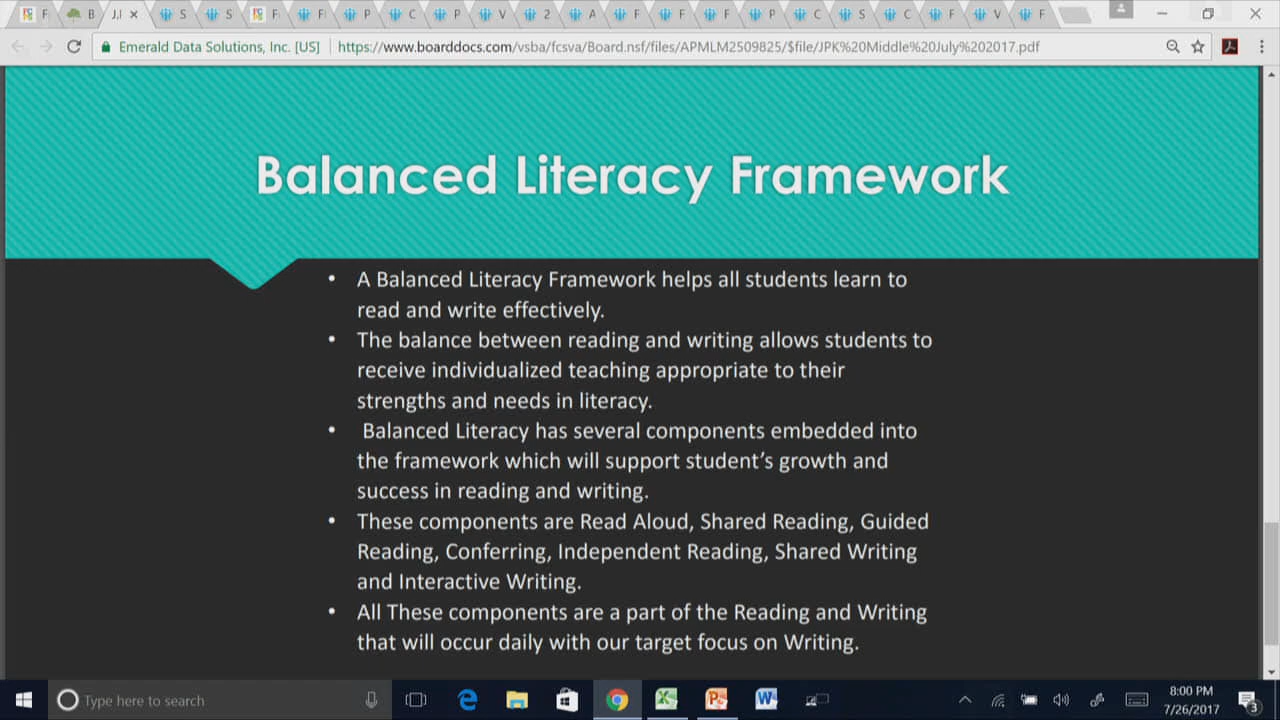 F B J.I S S F F P C P V 2 A F F F P C S C F V F
Emerald Data Solutions, Inc. [US] https://www.boarddocs.com/vsba/fcsva/Board.nsf/files/APMLM2509825/$file/JPK%20Middle%20July%202017.pdf
Balanced Literacy Framework
• A Balanced Literacy Framework helps all students learn to
read and write effectively.
• The balance between reading and writing allows students to
receive individualized teaching appropriate to their
strengths and needs in literacy.
• Balanced Literacy has several components embedded into
the framework which will support student’s growth and
success in reading and writing.
• These components are Read Aloud, Shared Reading, Guided
Reading, Conferring, Independent Reading, Shared Writing
and Interactive Writing.
• All These components are a part of the Reading and Writing
that will occur daily with our target focus on Writing.
Type here to search
8:00 PM
7/26/2017
3